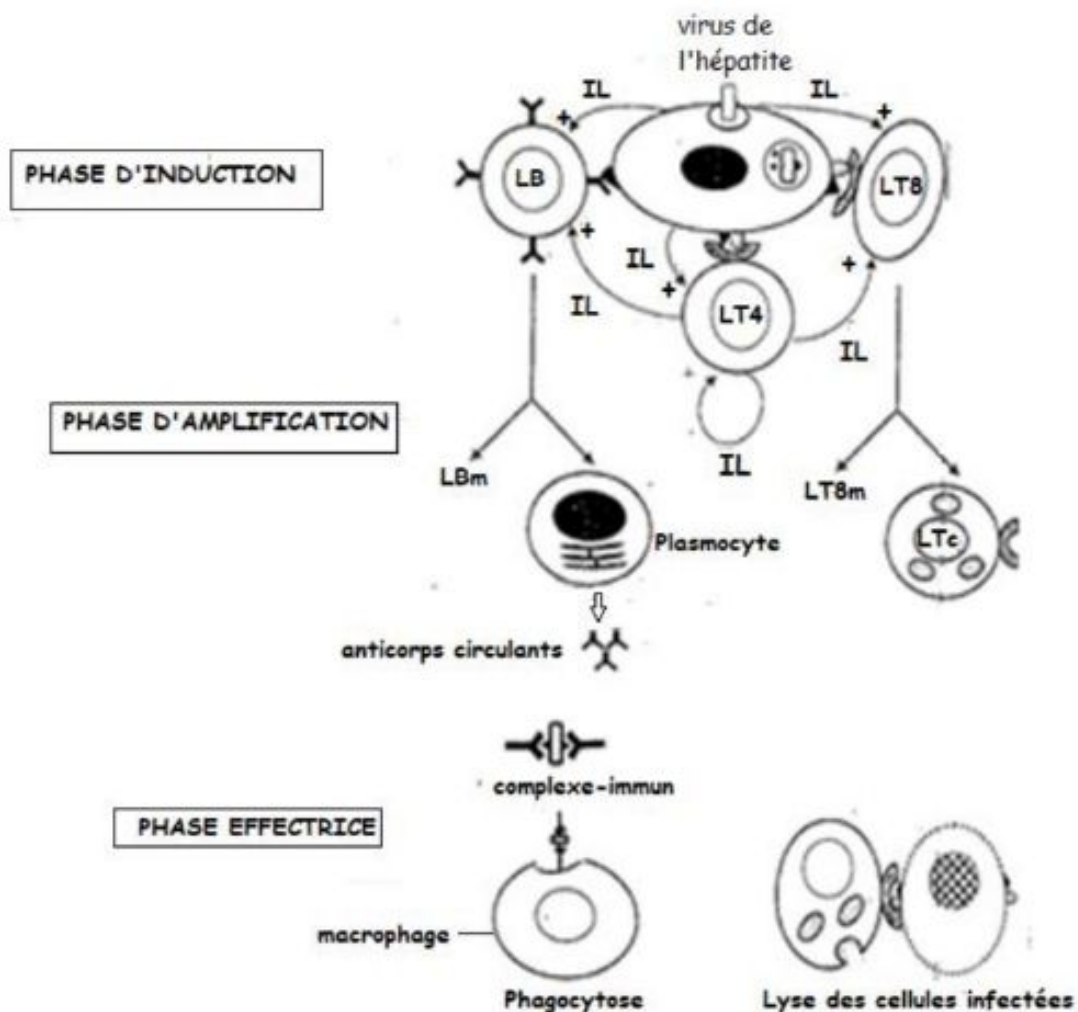 virus de
l'hépatite
IL
IL
+
+
PHASE D'INDUCTION
LB
LT8
+
IL
+
+
LT4
IL
IL
PHASE D'AMPLIFICATION
+
IL
LBm
LT8m
Plasmocyte
LTc
anticorps circulants
complexe-immun
PHASE EFFECTRICE
macrophage
Phagocytose
Lyse des cellules infectées